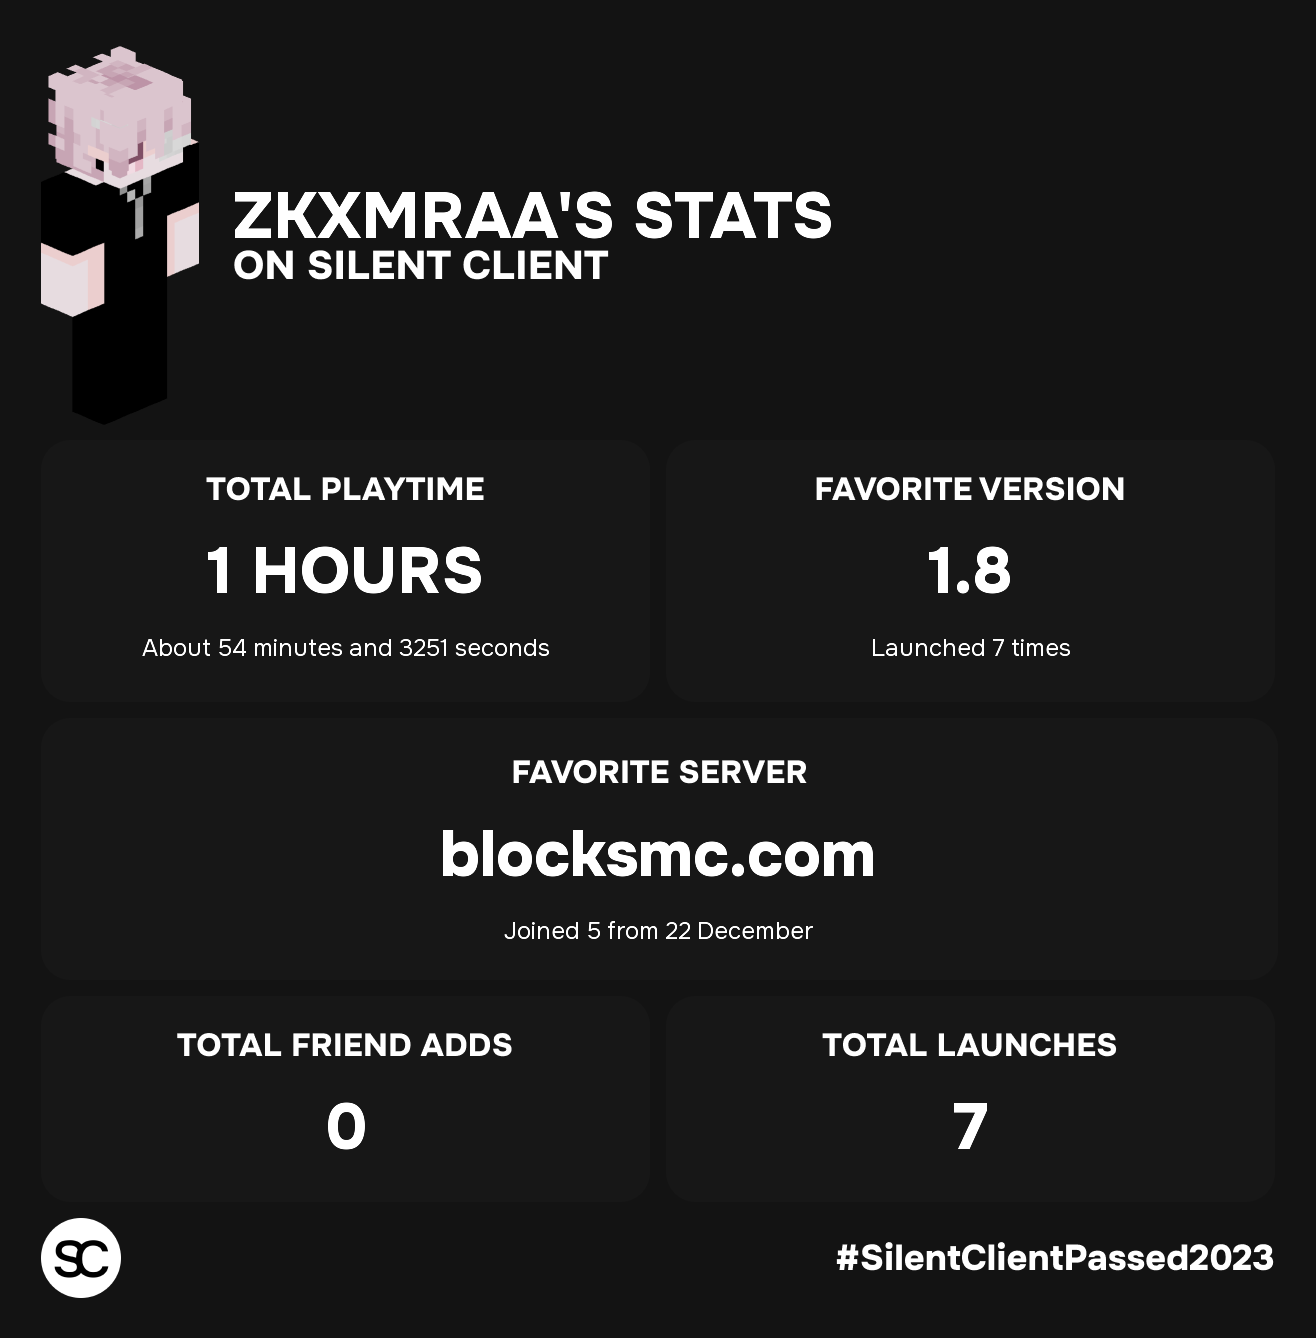 ZKXMRAA'S STATS
ON SILENT CLIENT
TOTAL PLAYTIME
1 HOURS
About 54 minutes and 3251 seconds
FAVORITE VERSION
1.8
Launched 7 times
FAVORITE SERVER
blocksmc.com
Joined 5 from 22 December
TOTAL FRIEND ADDS
0
TOTAL LAUNCHES
7
SC
#SilentClientPassed2023